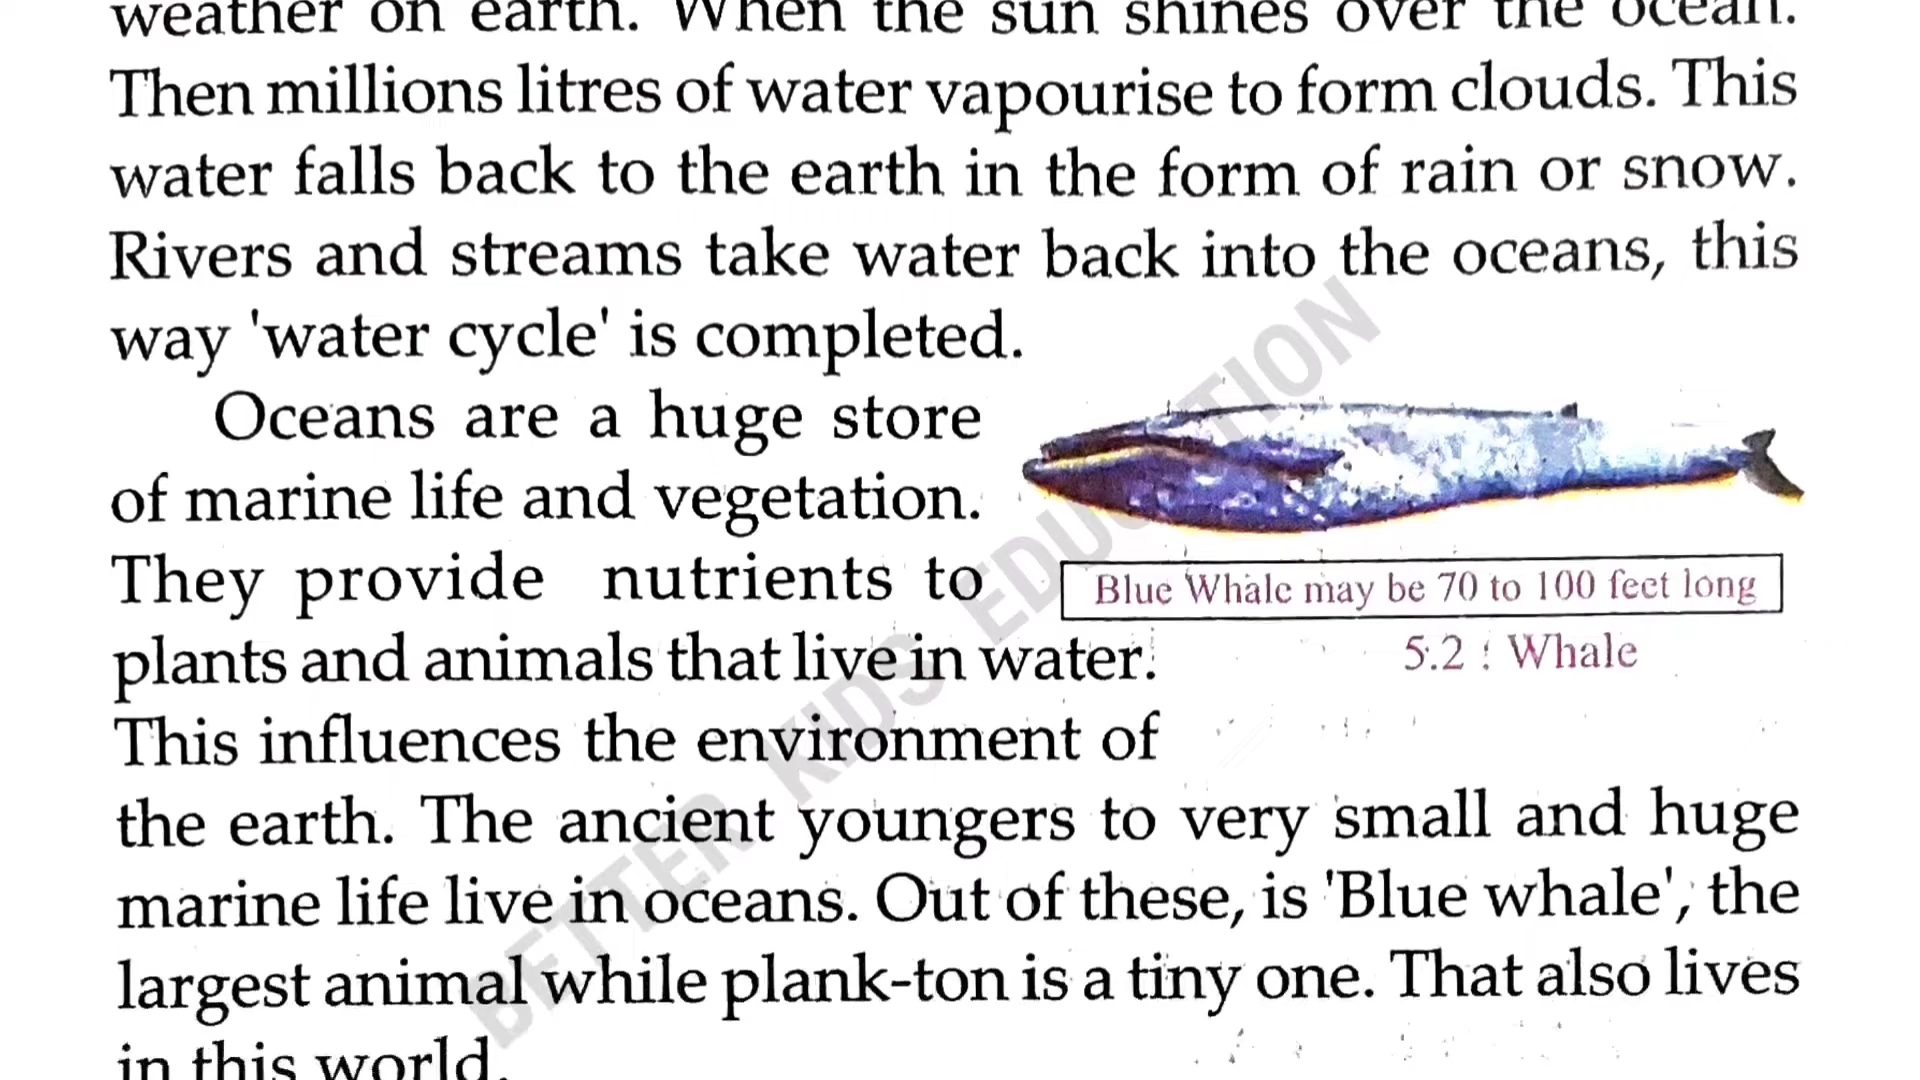 weather on earth. When the sun shines over the ocean.
Then millions litres of water vapourise to form clouds. This
water falls back to the earth in the form of rain or snow.
Rivers and streams take water back into the oceans, this
way 'water cycle' is completed.
Oceans are a huge store
of marine life and vegetation.
They provide nutrients to
plants and animals that live in water.
This influences the environment of
the earth. The ancient youngers to very small and huge
marine life live in oceans. Out of these, is 'Blue whale', the
largest animal while plank-ton is a tiny one. That also lives
in this world.
Blue Whale may be 70 to 100 feet long
5.2 : Whale
BETTER KIDS EDUCATION